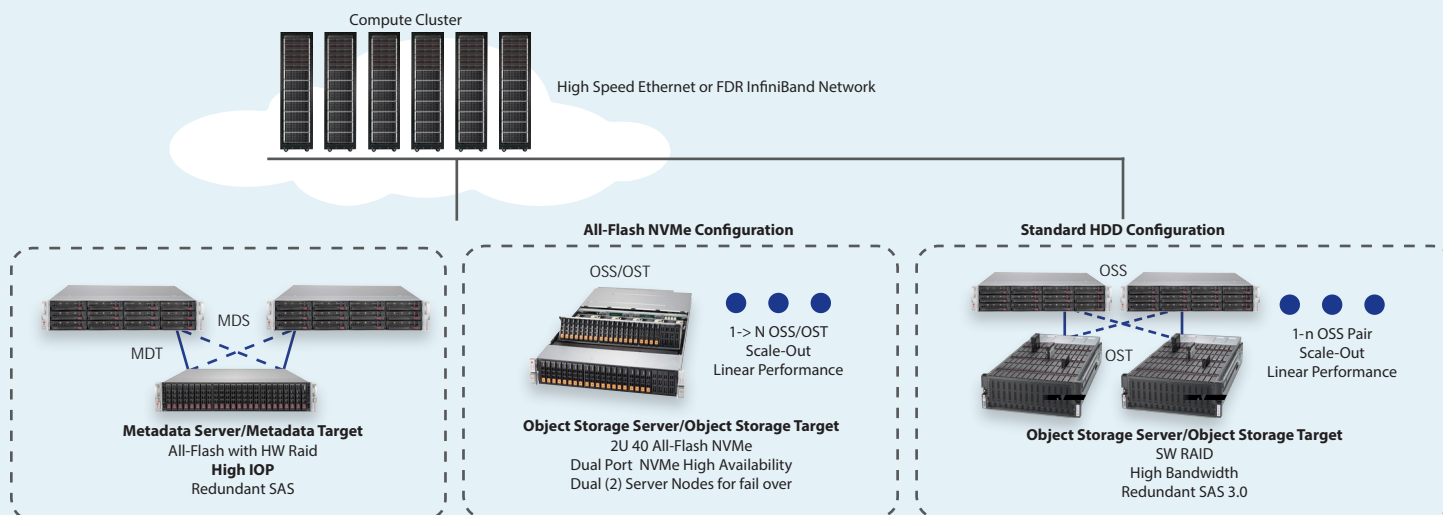 Compute Cluster
High Speed Ethernet or FDR InfiniBand Network
MDS
MDT
Metadata Server/Metadata Target
All-Flash with HW Raid
High IOP
Redundant SAS
All-Flash NVMe Configuration
OSS/OST
1-> N OSS/OST
Scale-Out
Linear Performance
Object Storage Server/Object Storage Target
2U 40 All-Flash NVMe
Dual Port NVMe High Availability
Dual (2) Server Nodes for fail over
Standard HDD Configuration
OSS
OST
1-n OSS Pair
Scale-Out
Linear Performance
Object Storage Server/Object Storage Target
SW RAID
High Bandwidth
Redundant SAS 3.0